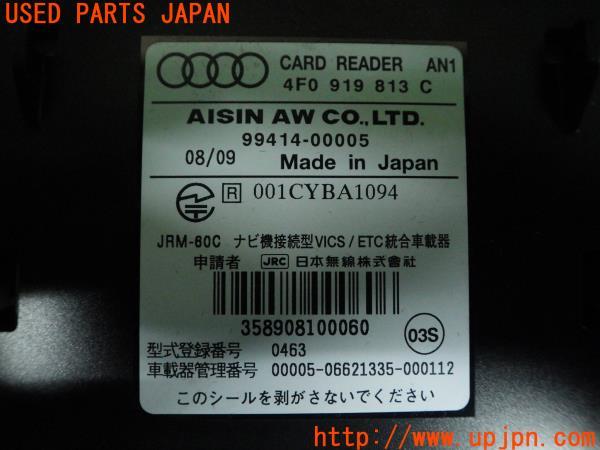 USED PARTS JAPAN
CARD READER AN1
4F0 919 813 C
AISIN AW CO.,LTD.
99414-00005
08/09 Made in Japan
R 001CYBA1094
JRM-60C ナビ機接続型VICS/ETC統合車載器
申請者 JRC 日本無線株式會社
358908100060
03S
型式登録番号 0463
車載器管理番号 00005-06621335-000112
このシールを剥がさないでください
http://www.upjpn.com